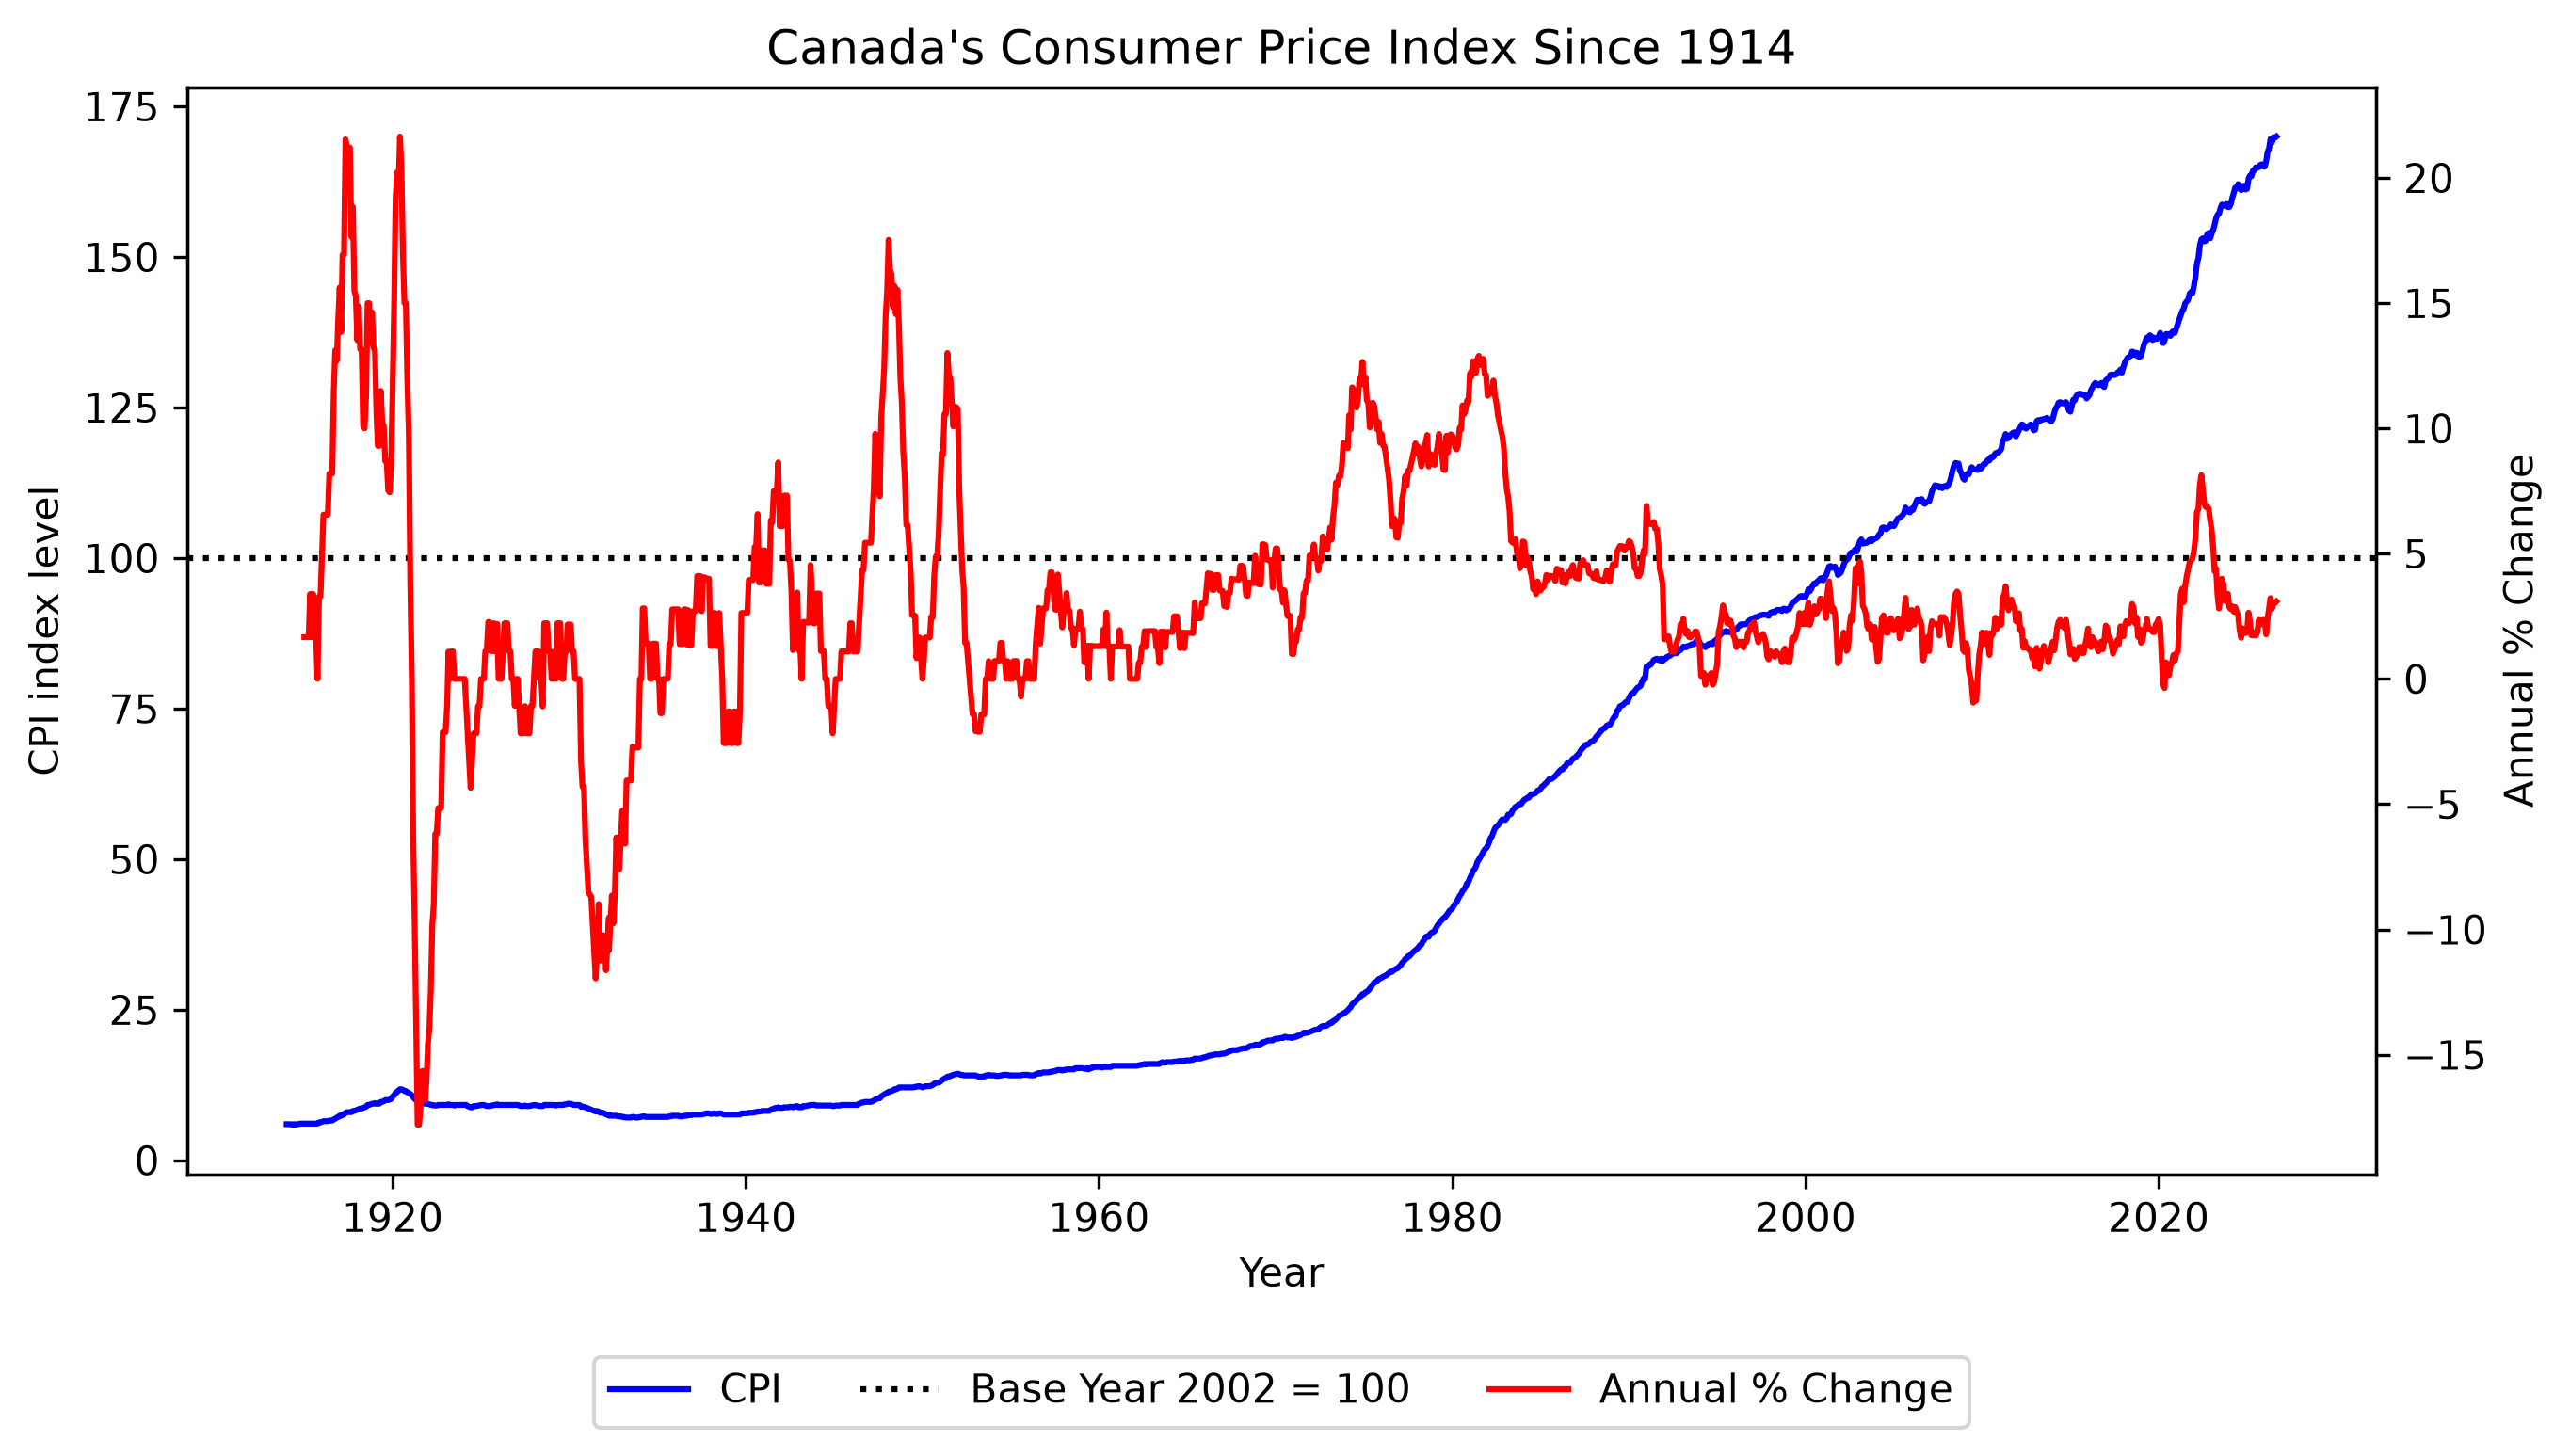 Canada's Consumer Price Index Since 1914
175
150
125
100
75
50
25
0
CPI index level
20
15
10
5
0
−5
−10
−15
Annual % Change
1920 1940 1960 1980 2000 2020
Year
CPI Base Year 2002 = 100 Annual % Change